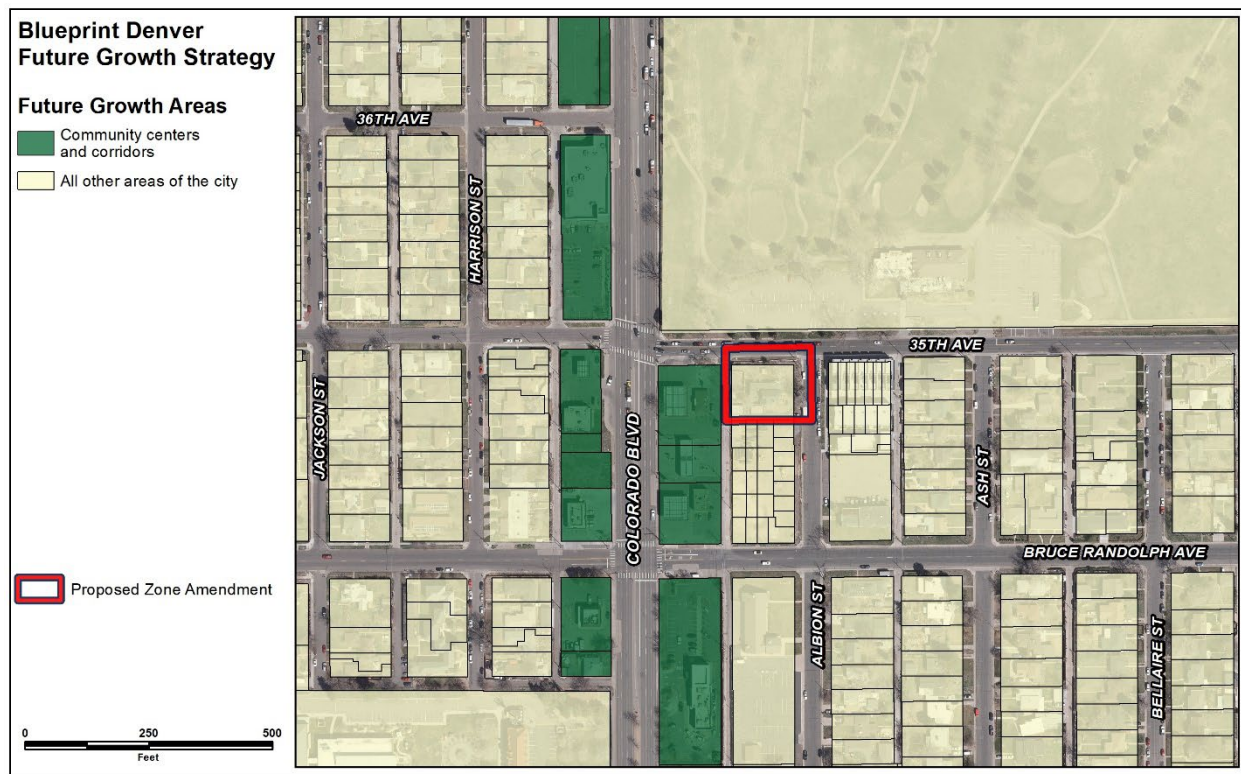 Blueprint Denver
Future Growth Strategy
Future Growth Areas
Community centers
and corridors
All other areas of the city
Proposed Zone Amendment
0 250 500
Feet
36TH AVE
HARRISON ST
JACKSON ST
COLORADO BLVD
35TH AVE
ASH ST
BRUCE RANDOLPH AVE
ALBION ST
BELLAIRE ST